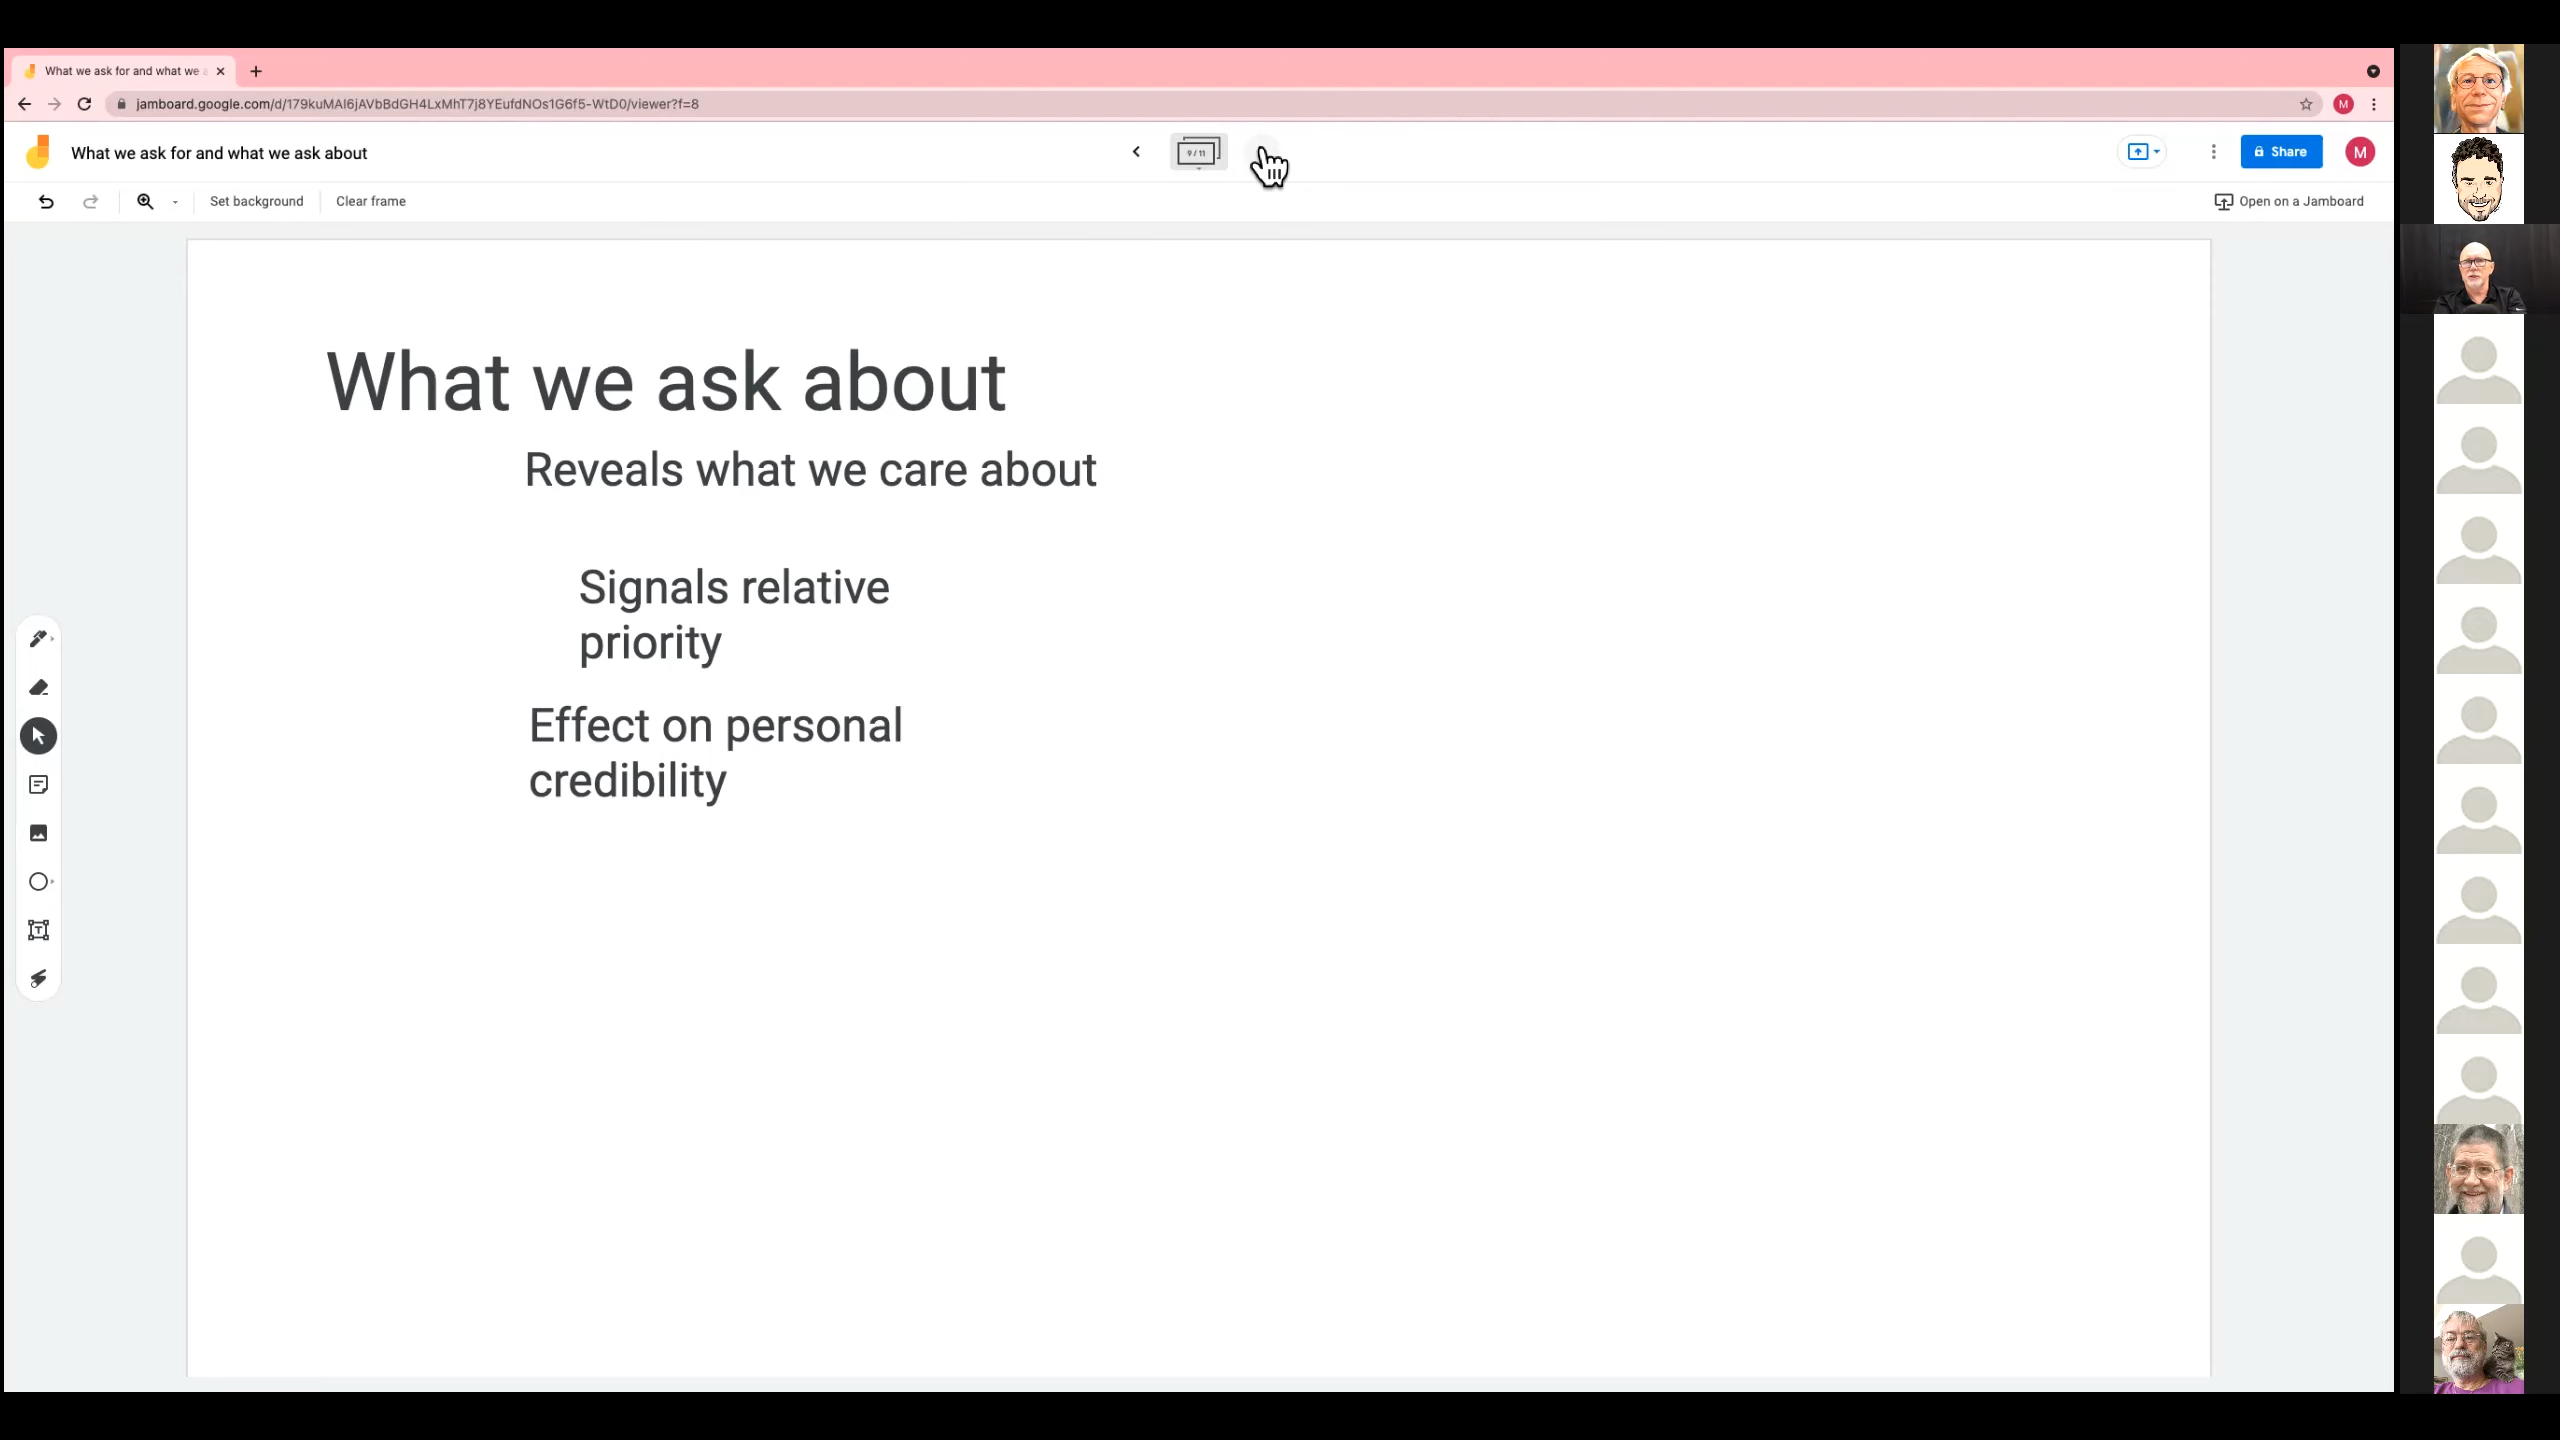 What we ask for and what we a
jamboard.google.com/d/179kuMAI6jAVbBdGH4LxMhT7j8YEufdNOs1G6f5-WtD0/viewer?f=8
M
What we ask for and what we ask about
9 / 11
Share
M
Set background
Clear frame
Open on a Jamboard
What we ask about
Reveals what we care about
Signals relative
priority
Effect on personal
credibility